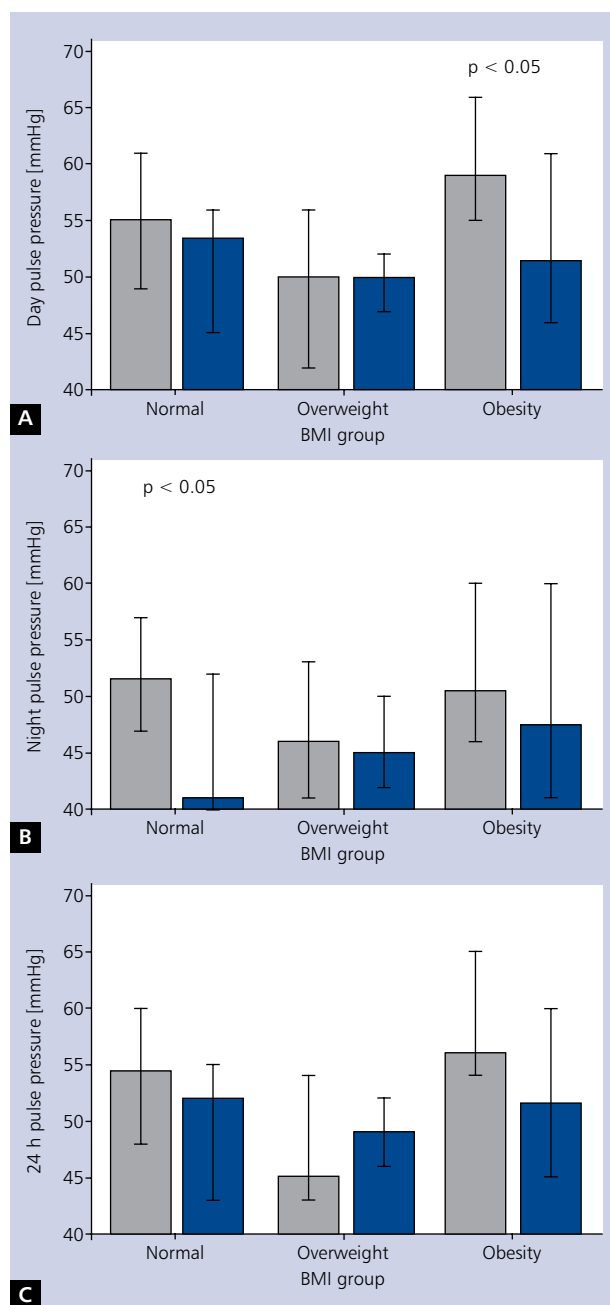 70
65
60
55
50
45
40
Day pulse pressure [mmHg]
p < 0.05
Normal
Overweight
Obesity
BMI group
A
70
65
60
55
50
45
40
Night pulse pressure [mmHg]
p < 0.05
Normal
Overweight
Obesity
BMI group
B
70
65
60
55
50
45
40
24 h pulse pressure [mmHg]
Normal
Overweight
Obesity
BMI group
C